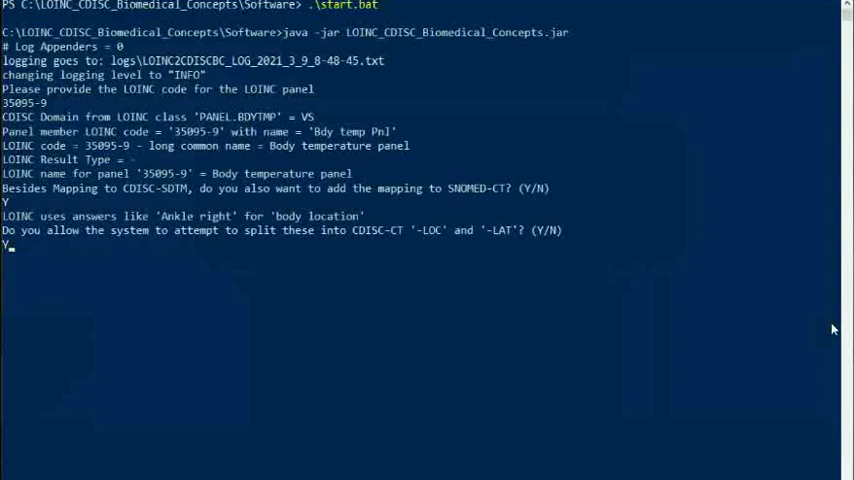 PS C:\LOINC_CDISC_Biomedical_Concepts\Software> .\start.bat
C:\LOINC_CDISC_Biomedical_Concepts\Software>java -jar LOINC_CDISC_Biomedical_Concepts.jar
# Log Appenders = 0
logging goes to: logs\LOINC2CDISCBC_LOG_2021_3_9_8-48-45.txt
changing logging level to "INFO"
Please provide the LOINC code for the LOINC panel
35095-9
CDISC Domain from LOINC class 'PANEL.BDYTMP' = VS
Panel member LOINC code = '35095-9' with name = 'Bdy temp Pnl'
LOINC code = 35095-9 - long common name = Body temperature panel
LOINC Result Type = -
LOINC name for panel '35095-9' = Body temperature panel
Besides Mapping to CDISC-SDTM, do you also want to add the mapping to SNOMED-CT? (Y/N)
Y
LOINC uses answers like 'Ankle right' for 'body location'
Do you allow the system to attempt to split these into CDISC-CT '-LOC' and '-LAT'? (Y/N)
Y